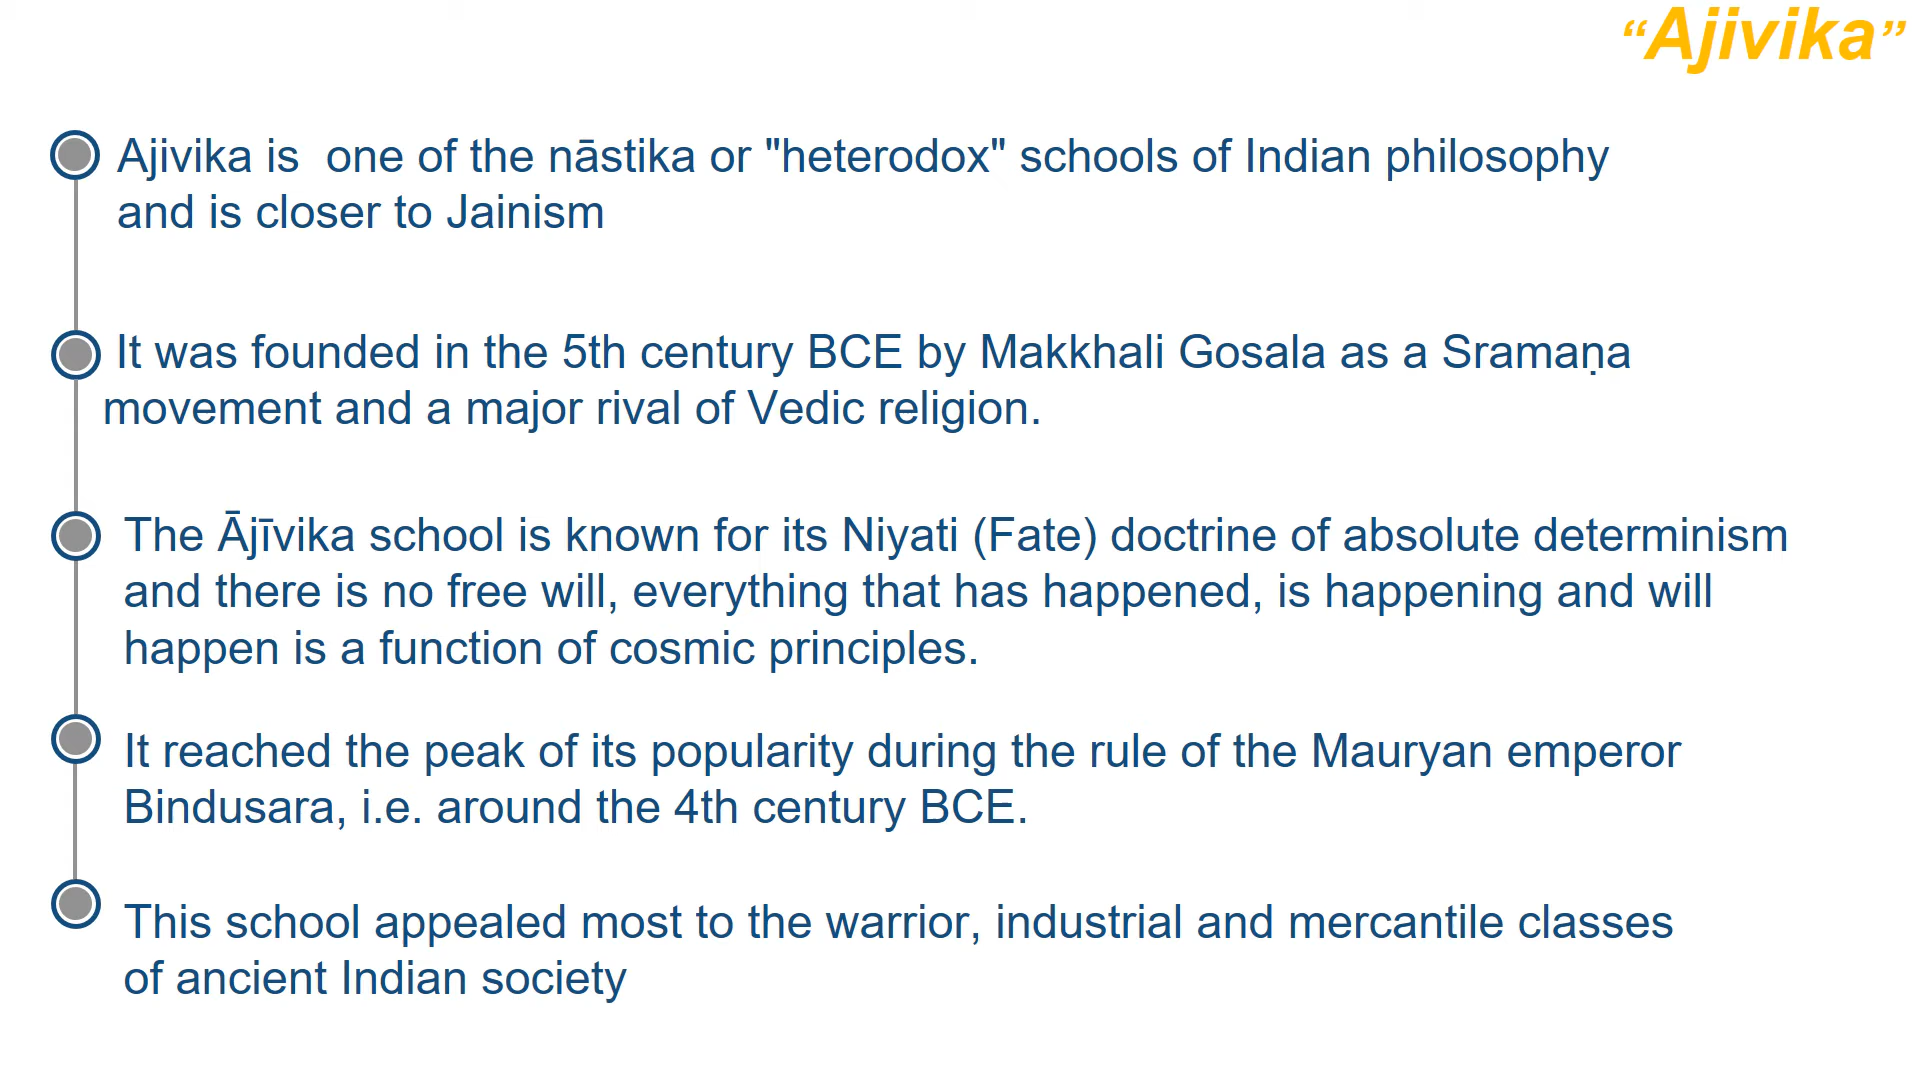 “Ajivika”
Ajivika is  one of the nāstika or "heterodox" schools of Indian philosophy
and is closer to Jainism
It was founded in the 5th century BCE by Makkhali Gosala as a Sramaṇa
movement and a major rival of Vedic religion.
The Ājīvika school is known for its Niyati (Fate) doctrine of absolute determinism
and there is no free will, everything that has happened, is happening and will
happen is a function of cosmic principles.
It reached the peak of its popularity during the rule of the Mauryan emperor
Bindusara, i.e. around the 4th century BCE.
This school appealed most to the warrior, industrial and mercantile classes
of ancient Indian society